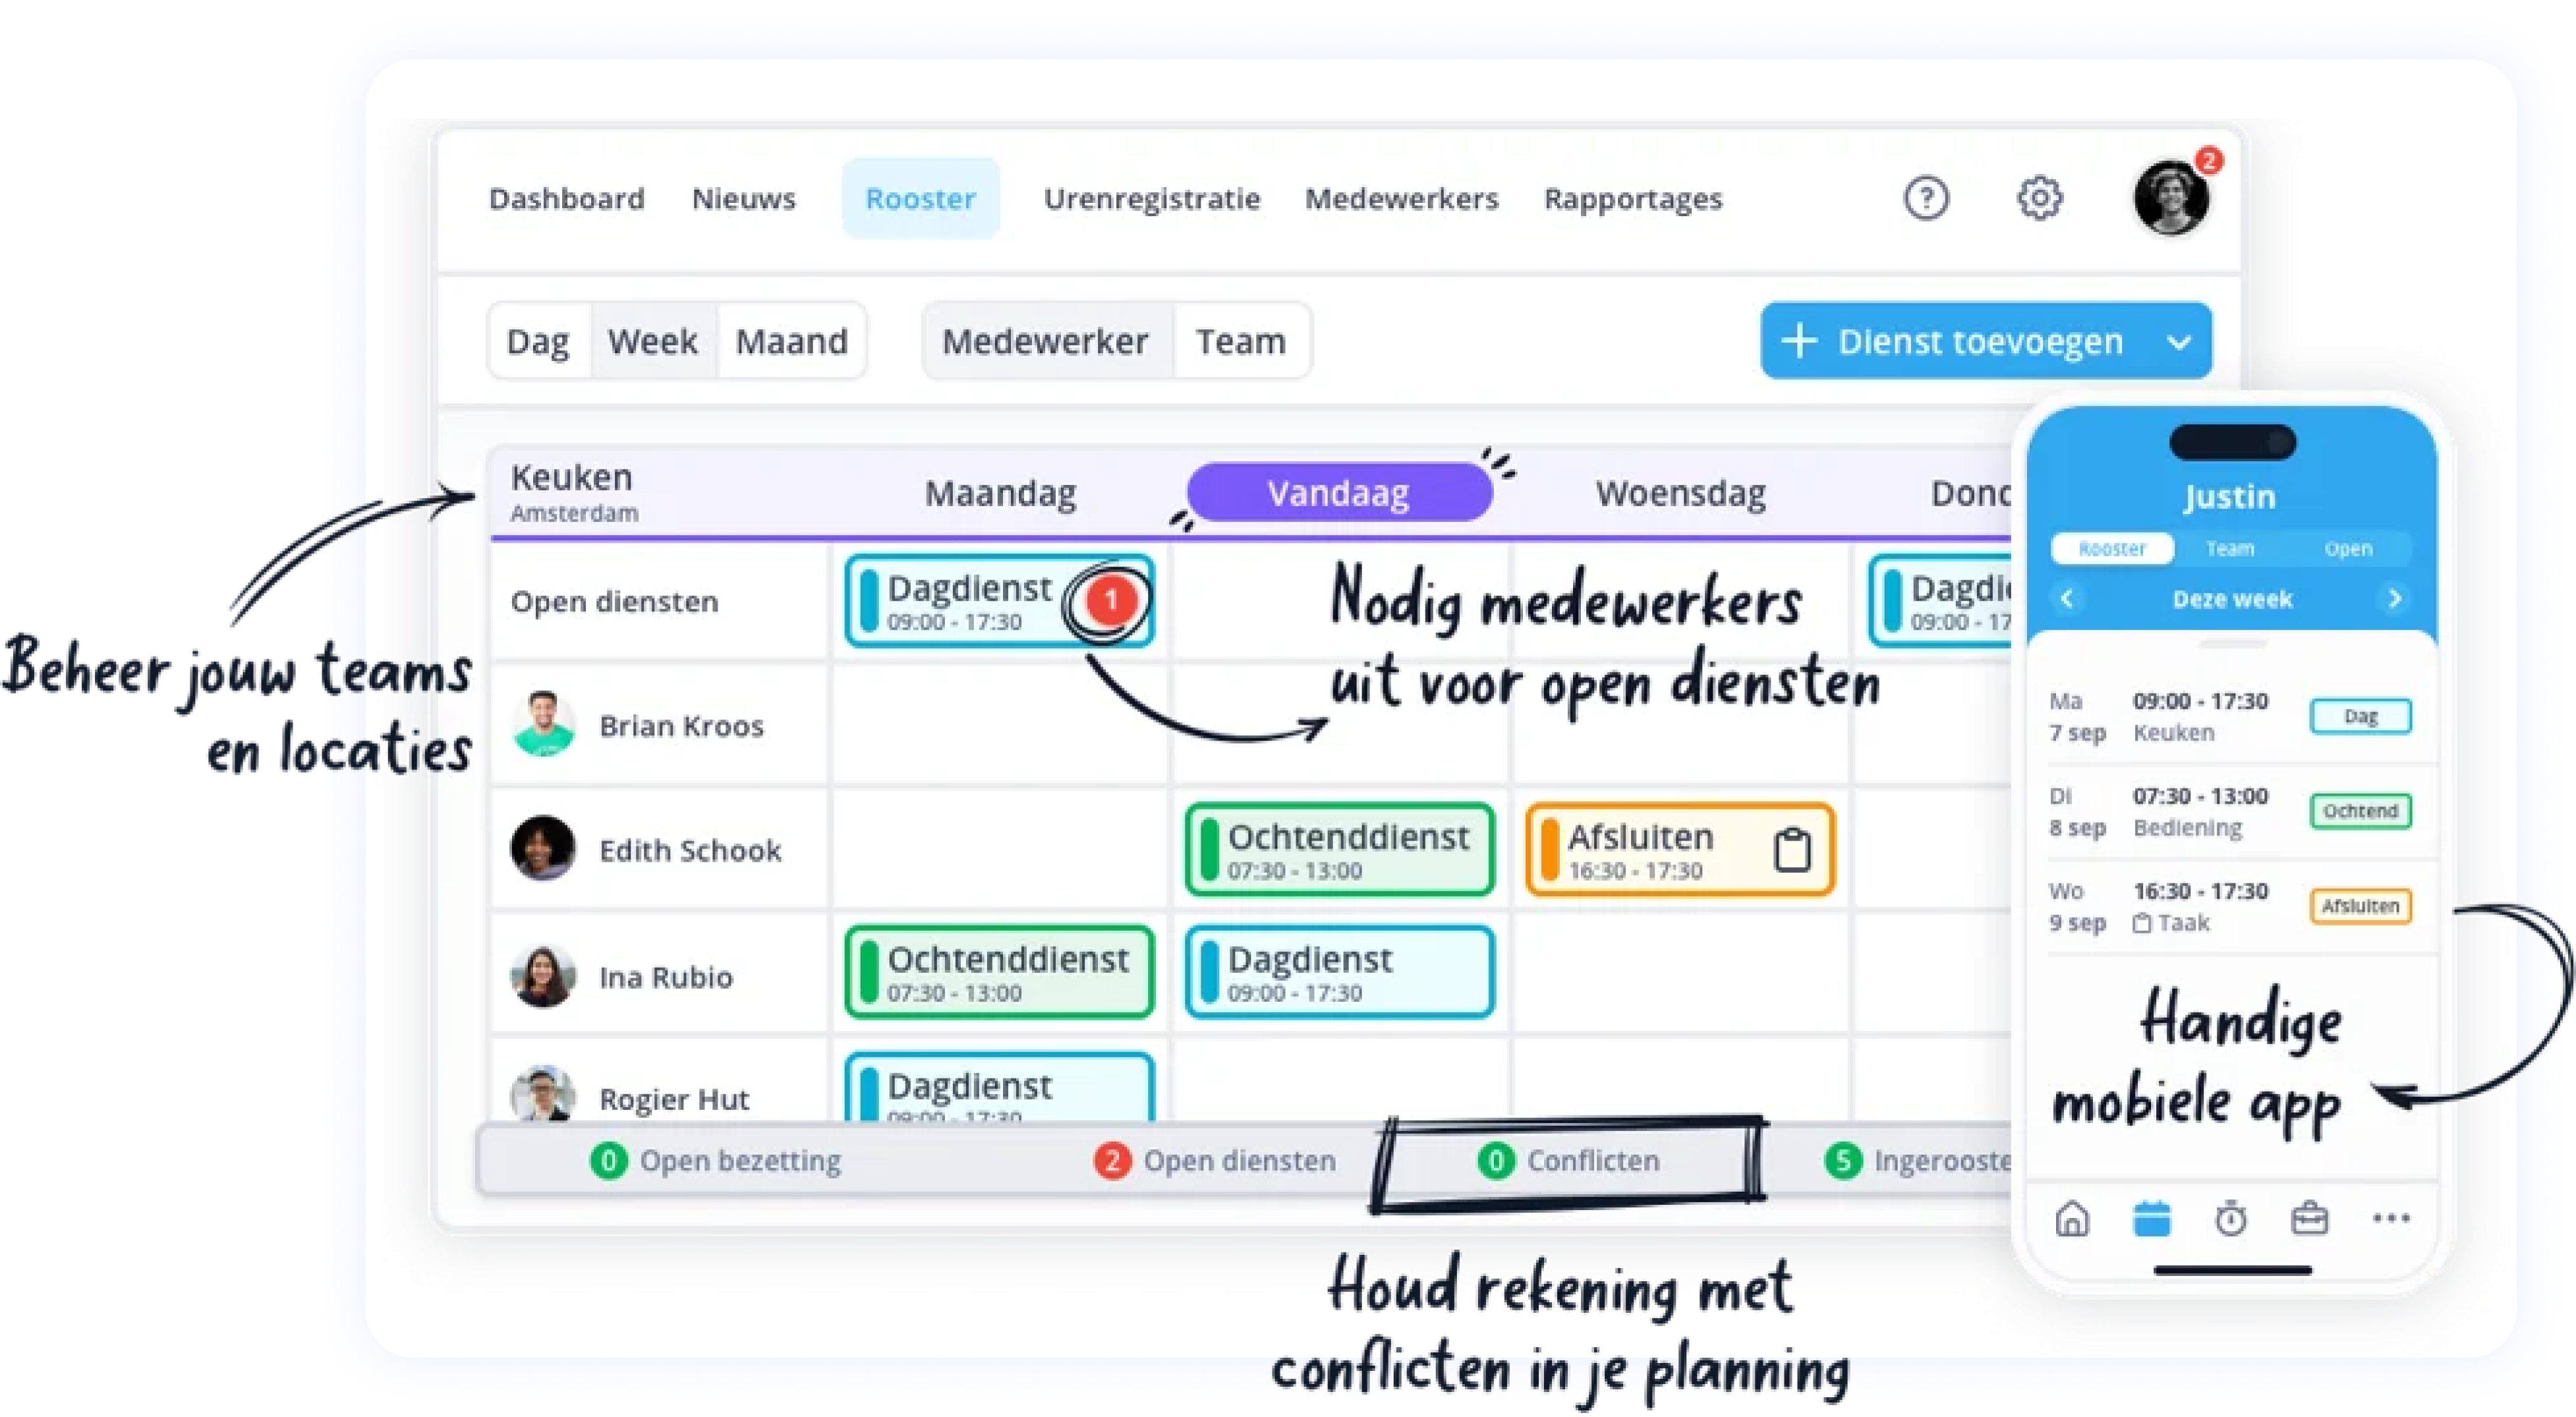 Dashboard Nieuws Rooster Urenregistratie Medewerkers Rapportages 2
Dag Week Maand Medewerker Team + Dienst toevoegen
Keuken
Amsterdam
Maandag Vandaag Woensdag Dond
Open diensten
Dagdienst
09:00 - 17:30
1
Dagdie
09:00 - 17
Nodig medewerkers
uit voor open diensten
Beheer jouw teams
en locaties
Brian Kroos
Edith Schook
Ochtenddienst
07:30 - 13:00
Afsluiten
16:30 - 17:30
Ina Rubio
Ochtenddienst
07:30 - 13:00
Dagdienst
09:00 - 17:30
Rogier Hut
Dagdienst
09:00 - 17:30
0 Open bezetting 2 Open diensten 0 Conflicten 5 Ingerooste
Houd rekening met
conflicten in je planning
Justin
Rooster Team Open
Deze week
Ma 09:00 - 17:30 Dag
7 sep Keuken
Di 07:30 - 13:00 Ochtend
8 sep Bediening
Wo 16:30 - 17:30 Afsluiten
9 sep Taak
Handige
mobiele app